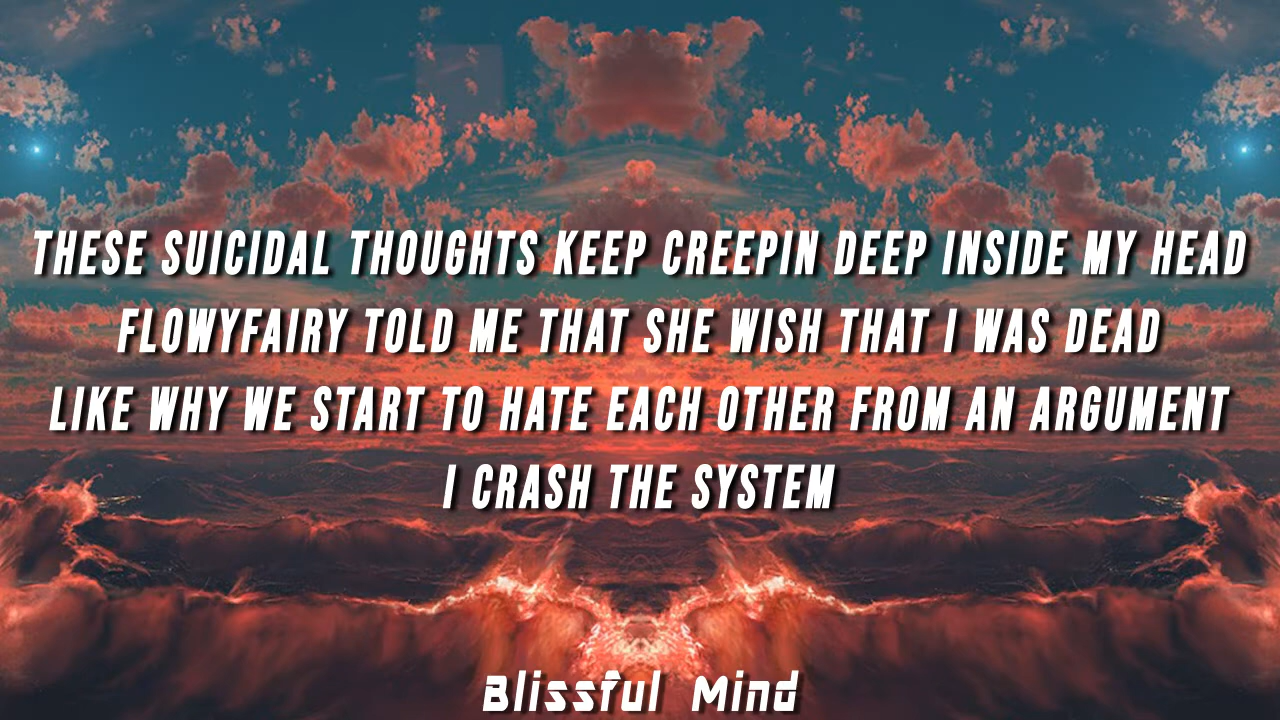 THESE SUICIDAL THOUGHTS KEEP CREEPIN DEEP INSIDE MY HEAD
FLOWYFAIRY TOLD ME THAT SHE WISH THAT I WAS DEAD
LIKE WHY WE START TO HATE EACH OTHER FROM AN ARGUMENT
I CRASH THE SYSTEM
Blissful Mind